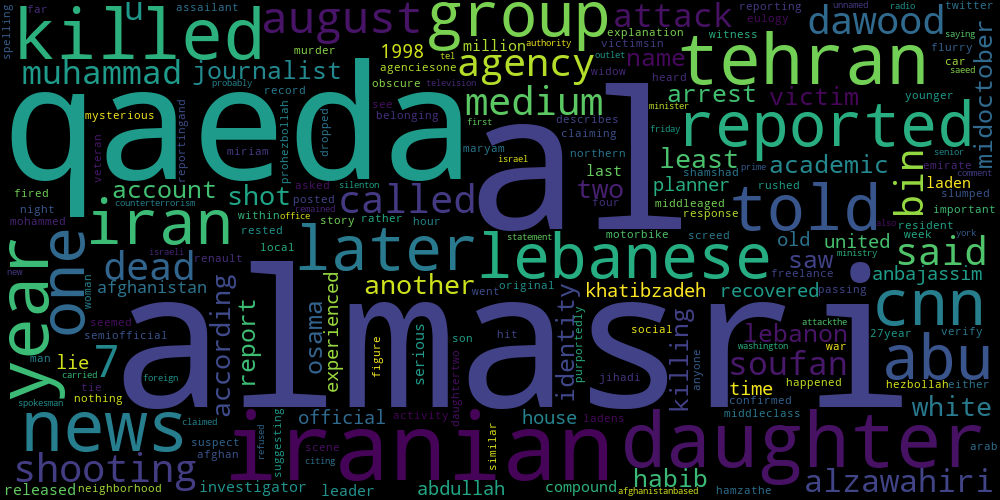 spelling far u assailant august group attack reporting eulogy dawood unnamed radio twitter saying
killed murder 1998 million authority explanation victimsin witness name tehran flurry car saeed midoctober
muhammad journalist agenciesone tel agency outlet widow heard
qaeda al probably record obscure television medium arrest victim minister younger
mysterious veteran reportingand miriam prohezbollah dropped see belonging maryam first describes claiming northern friday reported
fired account shot called israel last two four least planner shamshad prime academic rushed senior emirate comment laden bin
night mohammed counterterrorism asked posted silenton remained within office story rather hour motorbike middleaged response screed told slumped important
year one iran rested local later lebanese statement original went passing old saw united resident week also york said
new dead israeli renault woman afghanistan seemed semiofficial according report osama experienced another purportedly khatibzadeh recovered freelance ministry anbajassim
almasri identity killing lebanon attackthe 27year cnn verify
man lie 7 carried tie nothing foreign figure serious son hit social jihadi anyone washington war soufan time happened confirmed middleclass hezbollah neither abu
spokesman claimed news iranian official activity daughtertwo house ladens daughter white
shooting suspect afghan refused suggesting scene citing similar arab
released neighborhood investigator leader abdullah compound afghanistanbased habib hamzathe alzawahiri